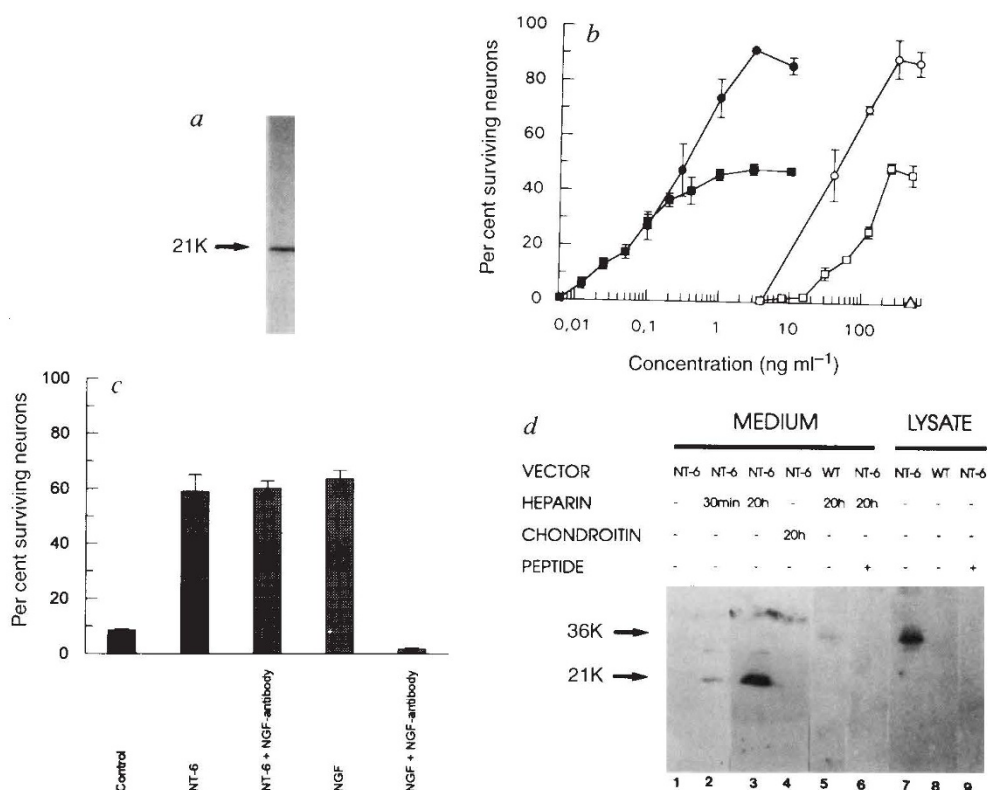 a
21K
b
Per cent surviving neurons
100
80
60
40
20
0
0,01 0,1 1 10 100
Concentration (ng ml⁻¹)
c
Per cent surviving neurons
100
80
60
40
20
0
Control
NT-6
NT-6 + NGF-antibody
NGF
NGF + NGF-antibody
d
MEDIUM LYSATE
VECTOR NT-6 NT-6 NT-6 NT-6 WT NT-6 NT-6 WT NT-6
HEPARIN - 30min 20h - 20h 20h - - -
CHONDROITIN - - - 20h - - - - -
PEPTIDE - - - - - + - - +
36K
21K
1 2 3 4 5 6 7 8 9